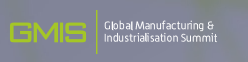 GMIS
Global Manufacturing &
Industrialisation Summit